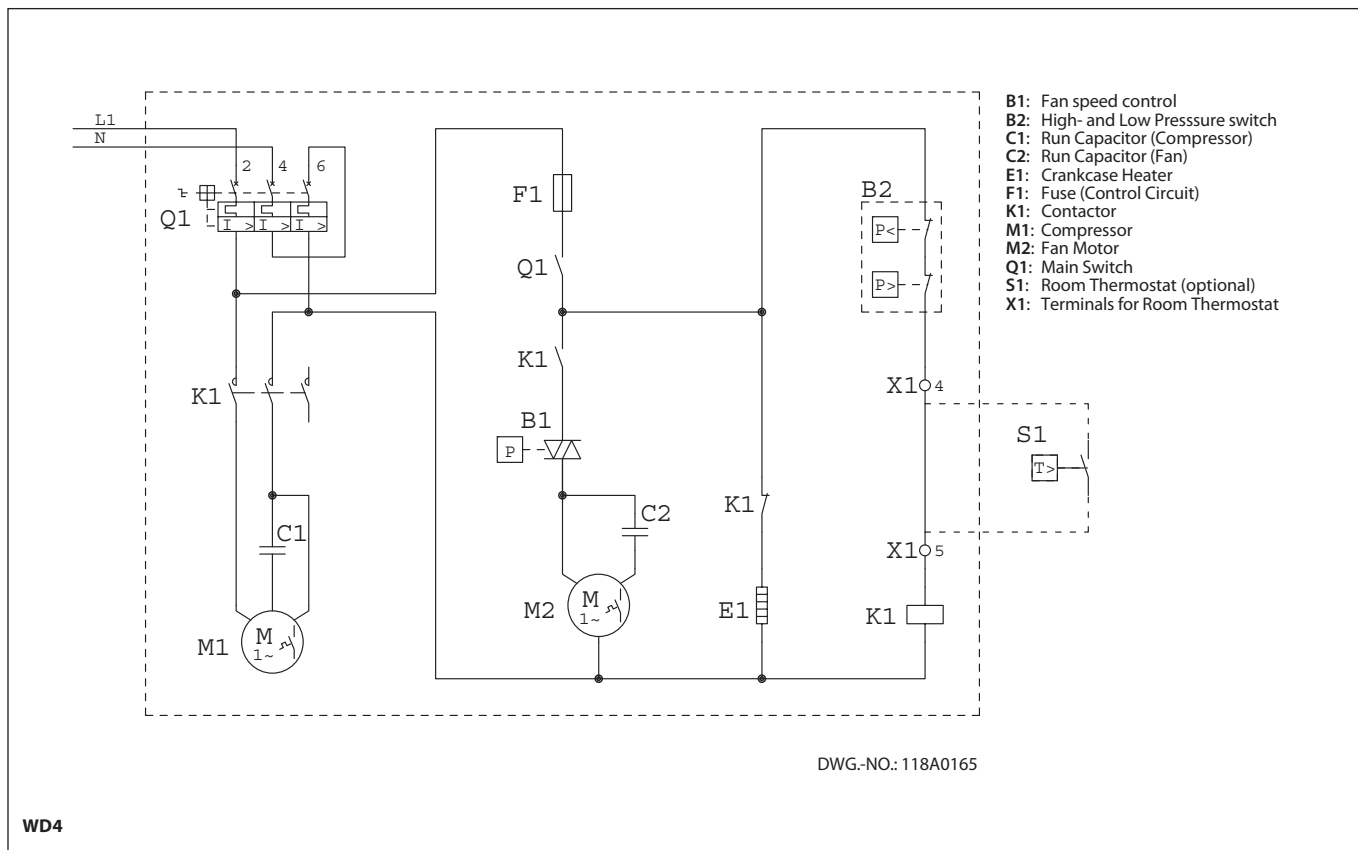 L1
N
2 4 6
Q1
I > I > I >
F1
Q1
K1
B1
P
C2
M2
M
1~
K1
C1
M1
M
1~
K1
E1
B2
P<
P>
X1 4
S1
T>
X1 5
K1
B1: Fan speed control
B2: High- and Low Presssure switch
C1: Run Capacitor (Compressor)
C2: Run Capacitor (Fan)
E1: Crankcase Heater
F1: Fuse (Control Circuit)
K1: Contactor
M1: Compressor
M2: Fan Motor
Q1: Main Switch
S1: Room Thermostat (optional)
X1: Terminals for Room Thermostat
DWG.-NO.: 118A0165
WD4